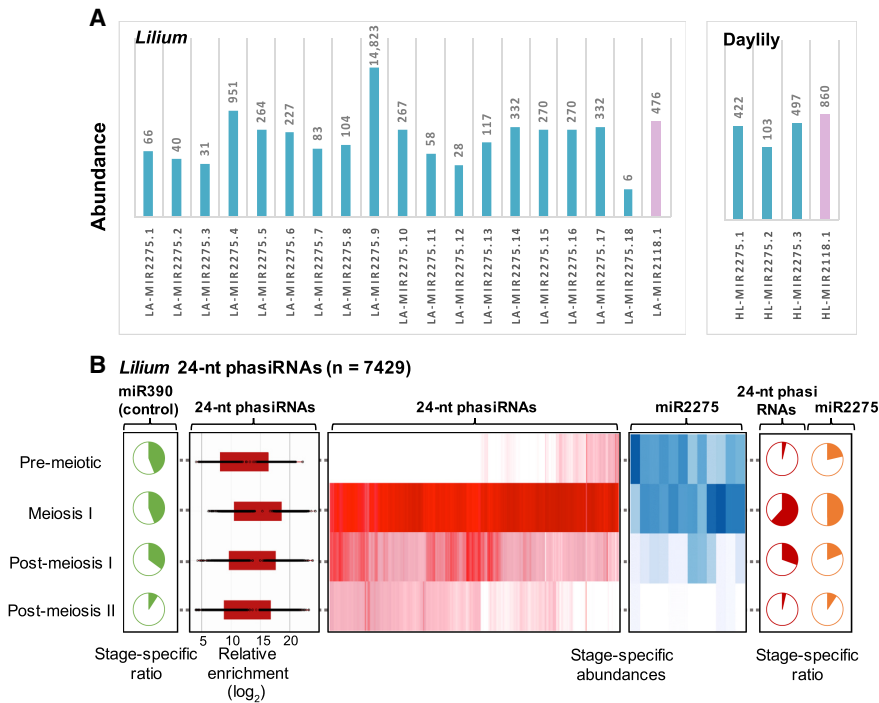 A
Lilium
Daylily
Abundance
66
40
31
951
264
227
83
104
14,823
267
58
28
117
332
270
270
332
6
476
422
103
497
860
LA-MIR2275.1
LA-MIR2275.2
LA-MIR2275.3
LA-MIR2275.4
LA-MIR2275.5
LA-MIR2275.6
LA-MIR2275.7
LA-MIR2275.8
LA-MIR2275.9
LA-MIR2275.10
LA-MIR2275.11
LA-MIR2275.12
LA-MIR2275.13
LA-MIR2275.14
LA-MIR2275.15
LA-MIR2275.16
LA-MIR2275.17
LA-MIR2275.18
LA-MIR2118.1
HL-MIR2275.1
HL-MIR2275.2
HL-MIR2275.3
HL-MIR2118.1
B Lilium 24-nt phasiRNAs (n = 7429)
miR390
(control)
24-nt phasiRNAs
24-nt phasiRNAs
miR2275
24-nt phasi
RNAs
miR2275
Pre-meiotic
Meiosis I
Post-meiosis I
Post-meiosis II
5 10 15 20
Stage-specific
ratio
Relative
enrichment
(log2)
Stage-specific
abundances
Stage-specific
ratio